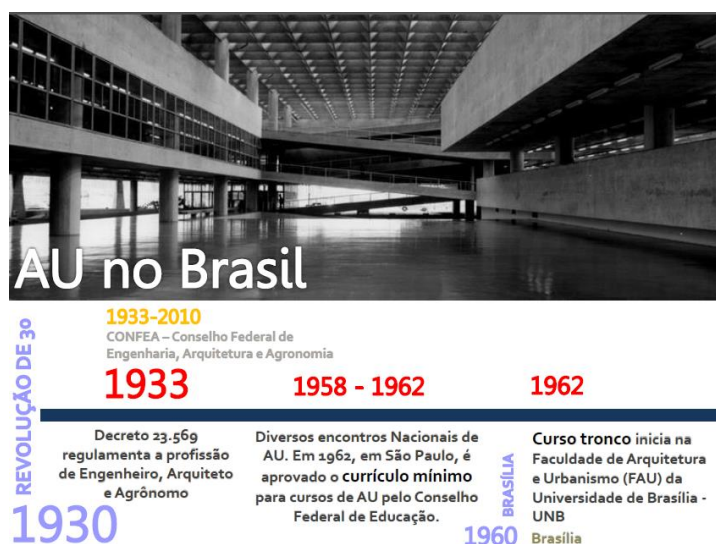 AU no Brasil
1933-2010
CONFEA – Conselho Federal de
Engenharia, Arquitetura e Agronomia
REVOLUÇÃO DE 30
1930
1933
Decreto 23.569
regulamenta a profissão
de Engenheiro, Arquiteto
e Agrônomo
1958 - 1962
Diversos encontros Nacionais de
AU. Em 1962, em São Paulo, é
aprovado o currículo mínimo
para cursos de AU pelo Conselho
Federal de Educação.
BRASÍLIA
1960
1962
Curso tronco inicia na
Faculdade de Arquitetura
e Urbanismo (FAU) da
Universidade de Brasília -
UNB
Brasília